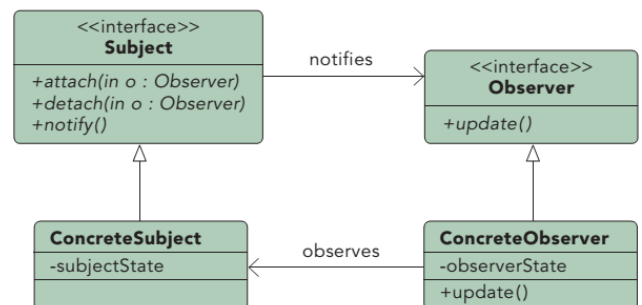 <<interface>>
Subject
+attach(in o : Observer)
+detach(in o : Observer)
+notify()
notifies
<<interface>>
Observer
+update()
ConcreteSubject
-subjectState
observes
ConcreteObserver
-observerState
+update()